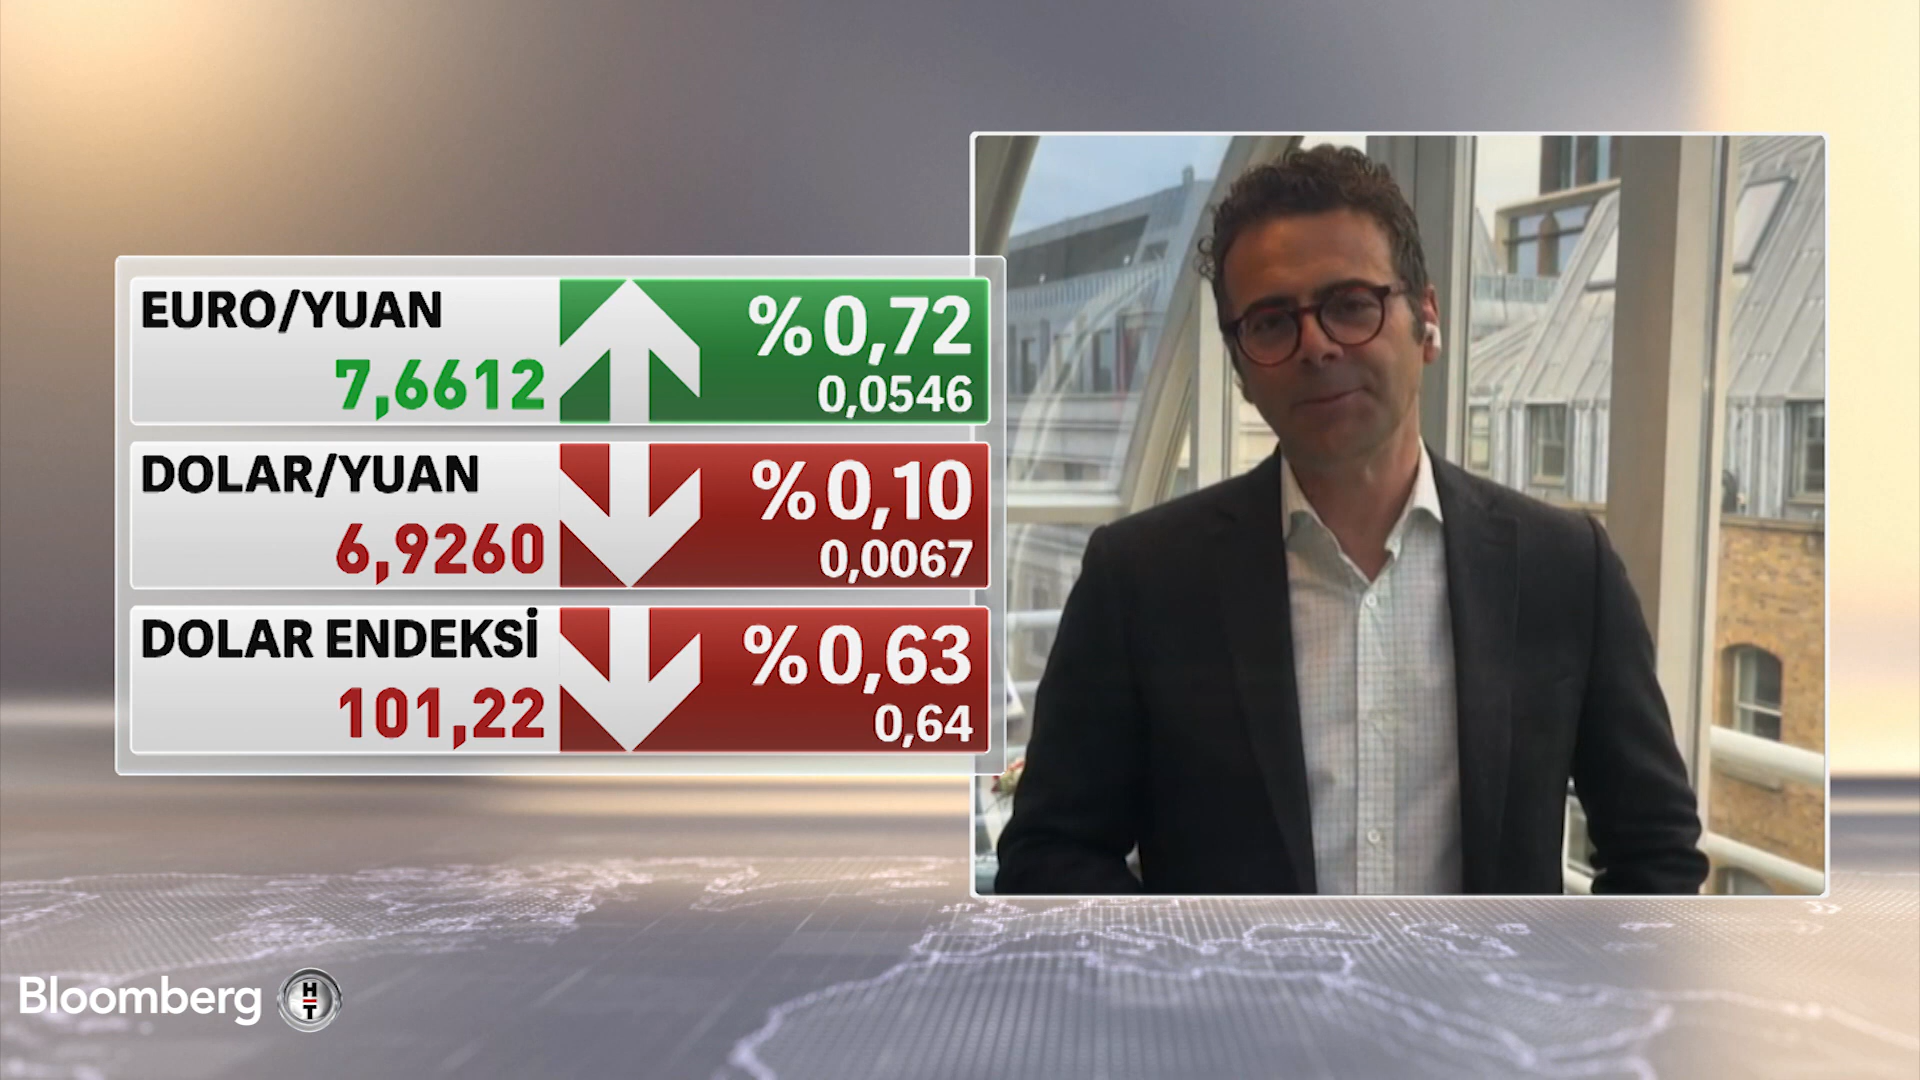 EURO/YUAN
7,6612
%0,72
0,0546
DOLAR/YUAN
6,9260
%0,10
0,0067
DOLAR ENDEKSİ
101,22
%0,63
0,64
Bloomberg HT